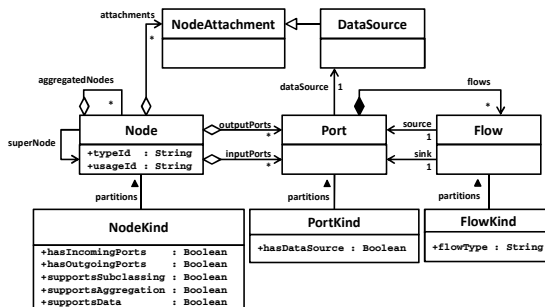 attachments
*
NodeAttachment
DataSource
aggregatedNodes
*
dataSource
1
flows
*
superNode
Node
+typeId : String
+usageId : String
outputPorts
*
inputPorts
*
Port
source
1
sink
1
Flow
partitions
partitions
partitions
NodeKind
+hasIncomingPorts : Boolean
+hasOutgoingPorts : Boolean
+supportsSubclassing : Boolean
+supportsAggregation : Boolean
+supportsData : Boolean
PortKind
+hasDataSource : Boolean
FlowKind
+flowType : String